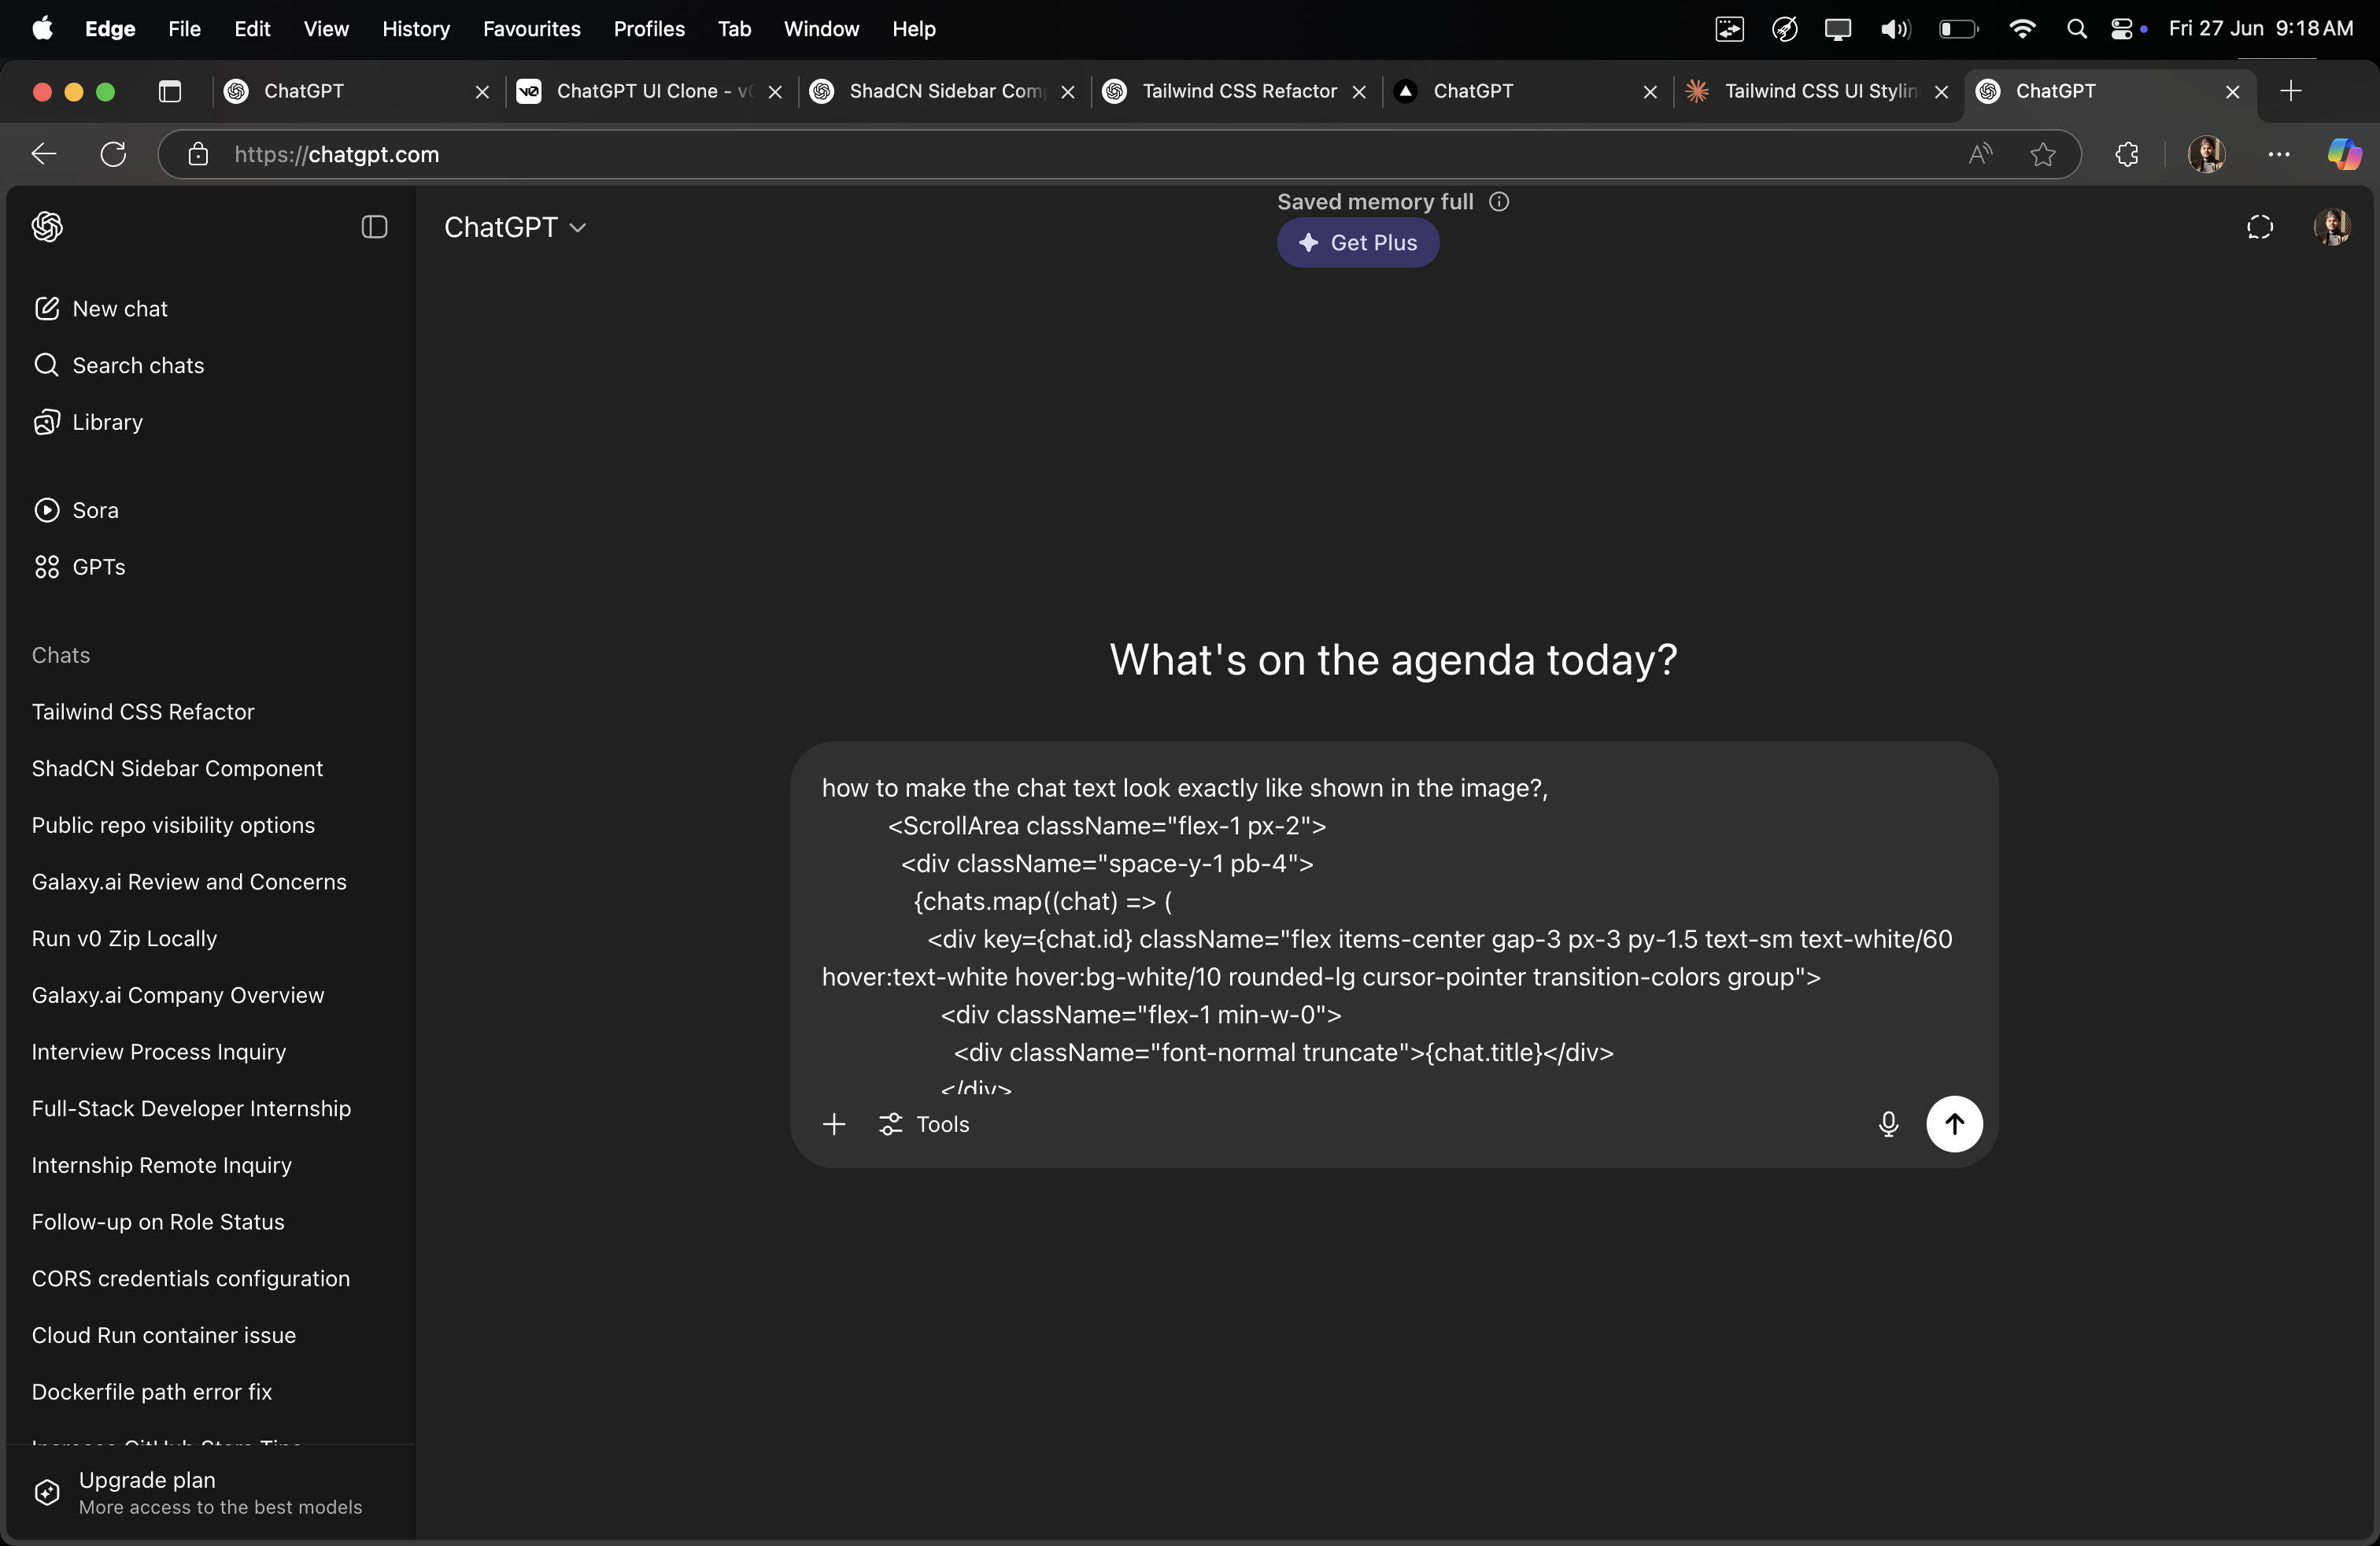 Edge File Edit View History Favourites Profiles Tab Window Help Fri 27 Jun 9:18 AM
ChatGPT ChatGPT UI Clone - v ShadCN Sidebar Com Tailwind CSS Refactor ChatGPT Tailwind CSS UI Stylin ChatGPT
https://chatgpt.com
ChatGPT
Saved memory full
Get Plus
New chat
Search chats
Library
Sora
GPTs
Chats
Tailwind CSS Refactor
ShadCN Sidebar Component
Public repo visibility options
Galaxy.ai Review and Concerns
Run v0 Zip Locally
Galaxy.ai Company Overview
Interview Process Inquiry
Full-Stack Developer Internship
Internship Remote Inquiry
Follow-up on Role Status
CORS credentials configuration
Cloud Run container issue
Dockerfile path error fix
Upgrade plan
More access to the best models
What's on the agenda today?
how to make the chat text look exactly like shown in the image?,
<ScrollArea className="flex-1 px-2">
<div className="space-y-1 pb-4">
{chats.map((chat) => (
<div key={chat.id} className="flex items-center gap-3 px-3 py-1.5 text-sm text-white/60
hover:text-white hover:bg-white/10 rounded-lg cursor-pointer transition-colors group">
<div className="flex-1 min-w-0">
<div className="font-normal truncate">{chat.title}</div>
</div>
Tools